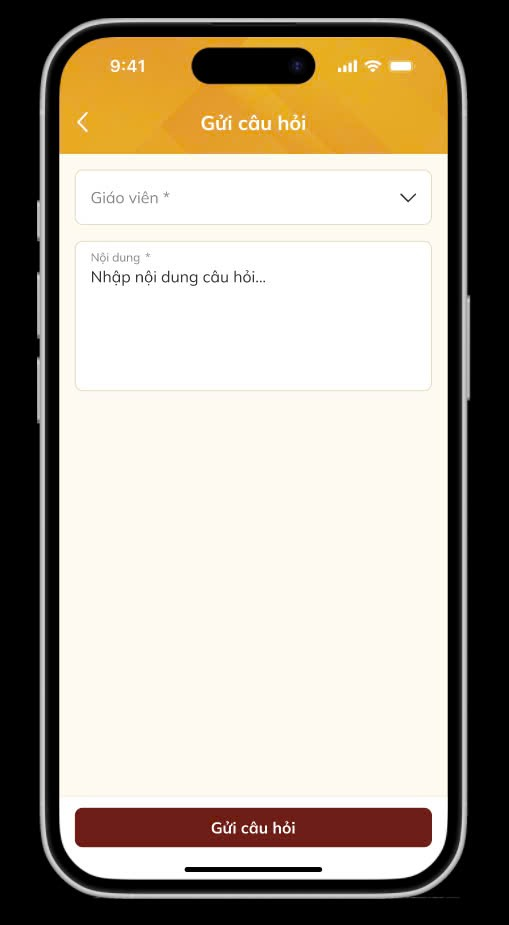 9:41
Gửi câu hỏi
Giáo viên *
Nội dung *
Nhập nội dung câu hỏi...
Gửi câu hỏi